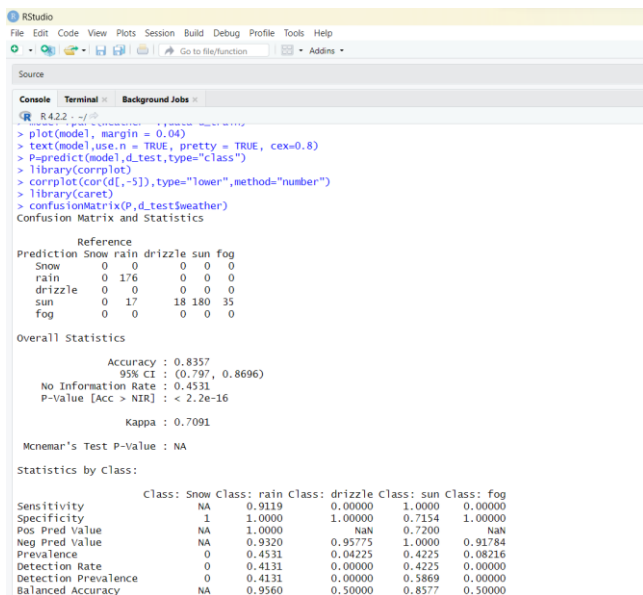 RStudio
File Edit Code View Plots Session Build Debug Profile Tools Help
Go to file/function Addins
Source
Console Terminal Background Jobs
R 4.2.2 · ~/
> plot(model, margin = 0.04)
> text(model,use.n = TRUE, pretty = TRUE, cex=0.8)
> P=predict(model,d_test,type="class")
> library(corrplot)
> corrplot(cor(d[,-5]),type="lower",method="number")
> library(caret)
> confusionMatrix(P,d_test$weather)
Confusion Matrix and Statistics
Reference
Prediction Snow rain drizzle sun fog
Snow 0 0 0 0 0
rain 0 176 0 0 0
drizzle 0 0 0 0 0
sun 0 17 18 180 35
fog 0 0 0 0 0
Overall Statistics
Accuracy : 0.8357
95% CI : (0.797, 0.8696)
No Information Rate : 0.4531
P-Value [Acc > NIR] : < 2.2e-16
Kappa : 0.7091
Mcnemar's Test P-Value : NA
Statistics by Class:
Class: Snow Class: rain Class: drizzle Class: sun Class: fog
Sensitivity NA 0.9119 0.00000 1.0000 0.00000
Specificity 1 1.0000 1.00000 0.7154 1.00000
Pos Pred Value NA 1.0000 NaN 0.7200 NaN
Neg Pred Value NA 0.9320 0.95775 1.0000 0.91784
Prevalence 0 0.4531 0.04225 0.4225 0.08216
Detection Rate 0 0.4131 0.00000 0.4225 0.00000
Detection Prevalence 0 0.4131 0.00000 0.5869 0.00000
Balanced Accuracy NA 0.9560 0.50000 0.8577 0.50000